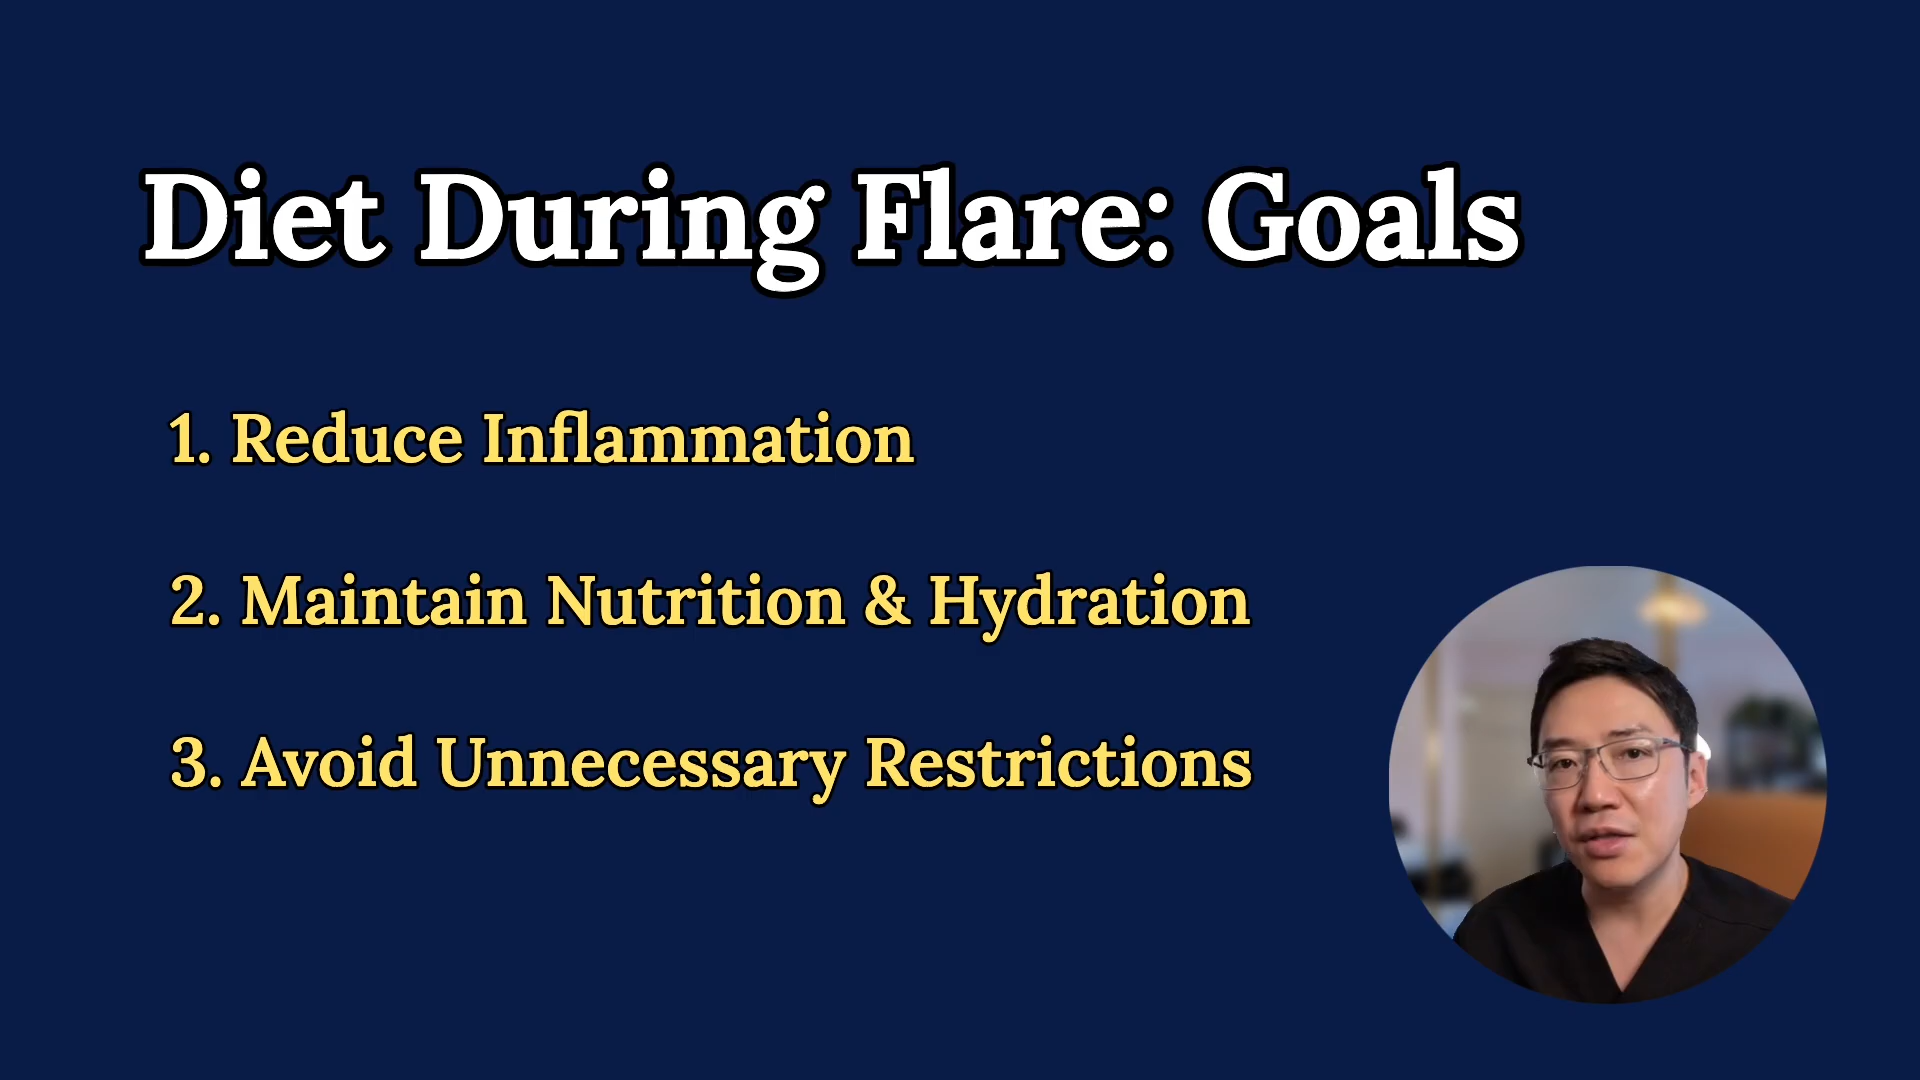 Diet During Flare: Goals
1. Reduce Inflammation
2. Maintain Nutrition & Hydration
3. Avoid Unnecessary Restrictions